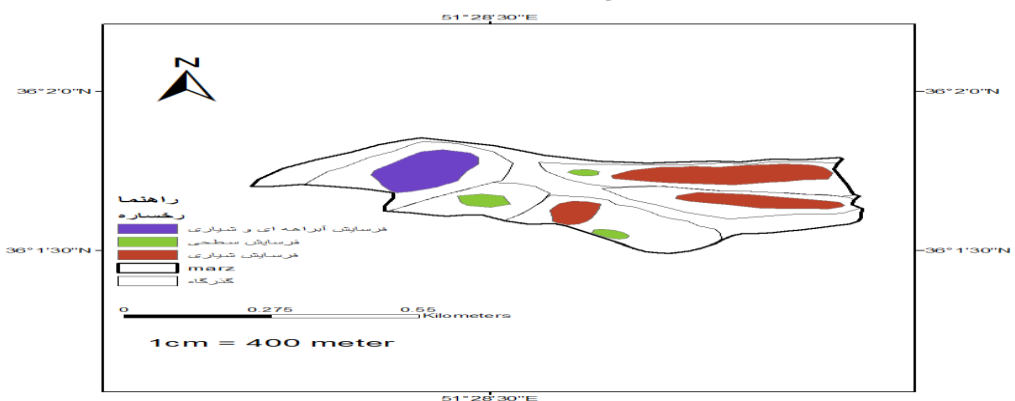 51°28'30"E
N
36°2'0"N
36°2'0"N
راهنما
رخساره
فرسایش آبراهه ای و شیاری
فرسایش سطحی
فرسایش شیاری
marz
گذرگاه
36°1'30"N
36°1'30"N
0 0.275 0.55
Kilometers
1cm = 400 meter
51°28'30"E